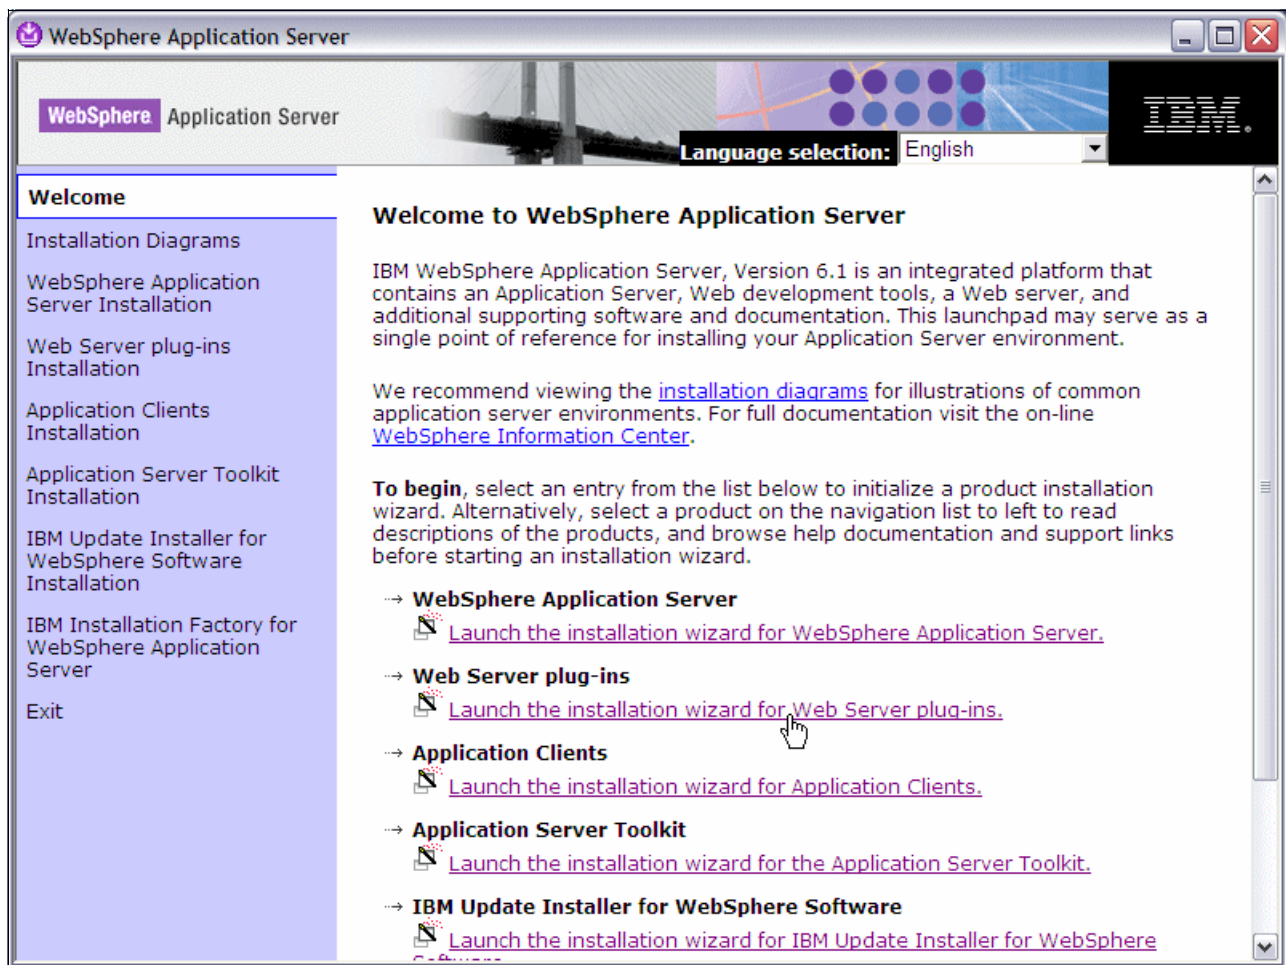 WebSphere Application Server
WebSphere. Application Server
IBM.
Language selection: English
Welcome
Installation Diagrams
WebSphere Application
Server Installation
Web Server plug-ins
Installation
Application Clients
Installation
Application Server Toolkit
Installation
IBM Update Installer for
WebSphere Software
Installation
IBM Installation Factory for
WebSphere Application
Server
Exit
Welcome to WebSphere Application Server
IBM WebSphere Application Server, Version 6.1 is an integrated platform that
contains an Application Server, Web development tools, a Web server, and
additional supporting software and documentation. This launchpad may serve as a
single point of reference for installing your Application Server environment.
We recommend viewing the installation diagrams for illustrations of common
application server environments. For full documentation visit the on-line
WebSphere Information Center.
To begin, select an entry from the list below to initialize a product installation
wizard. Alternatively, select a product on the navigation list to left to read
descriptions of the products, and browse help documentation and support links
before starting an installation wizard.
WebSphere Application Server
Launch the installation wizard for WebSphere Application Server.
Web Server plug-ins
Launch the installation wizard for Web Server plug-ins.
Application Clients
Launch the installation wizard for Application Clients.
Application Server Toolkit
Launch the installation wizard for the Application Server Toolkit.
IBM Update Installer for WebSphere Software
Launch the installation wizard for IBM Update Installer for WebSphere